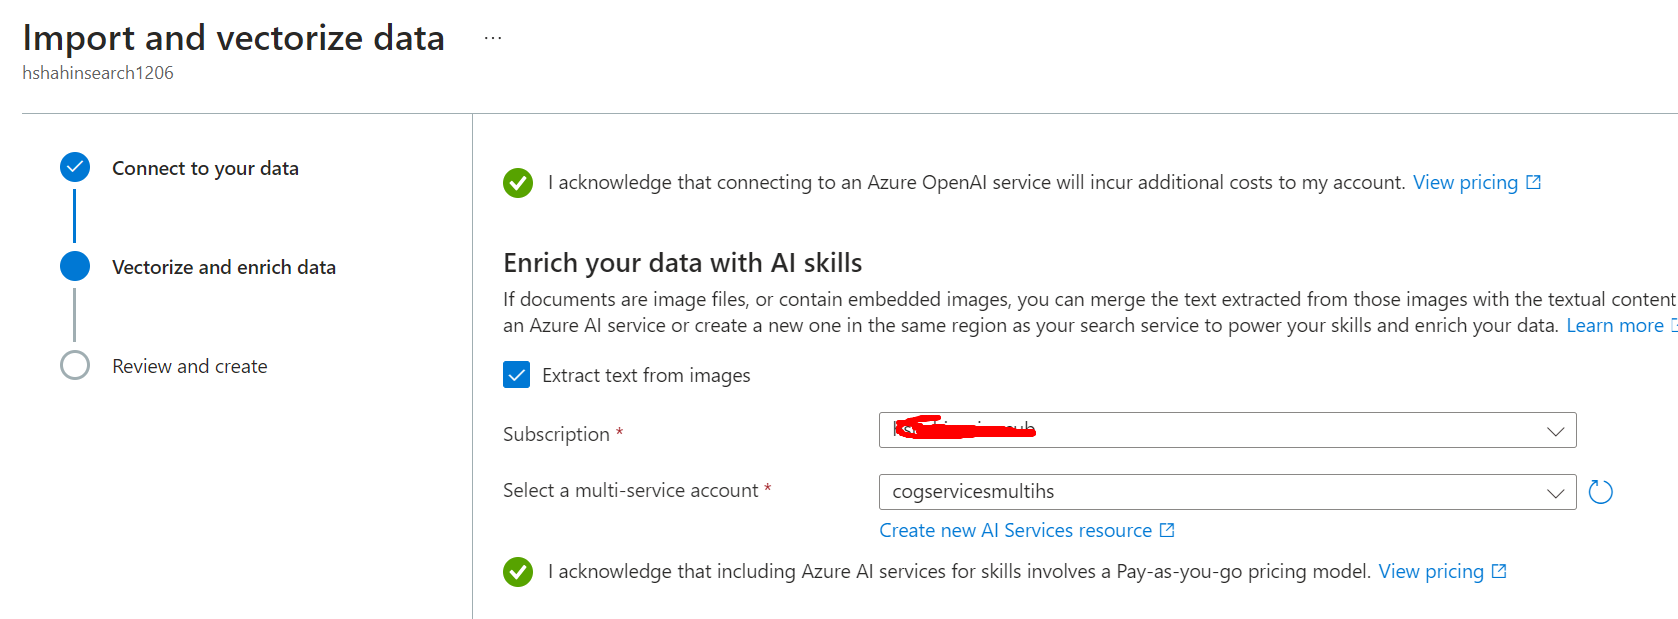 Import and vectorize data ...
hshahinsearch1206
Connect to your data
Vectorize and enrich data
Review and create
I acknowledge that connecting to an Azure OpenAI service will incur additional costs to my account. View pricing
Enrich your data with AI skills
If documents are image files, or contain embedded images, you can merge the text extracted from those images with the textual content
an Azure AI service or create a new one in the same region as your search service to power your skills and enrich your data. Learn more
Extract text from images
Subscription *
Select a multi-service account * cogservicesmultihs
Create new AI Services resource
I acknowledge that including Azure AI services for skills involves a Pay-as-you-go pricing model. View pricing